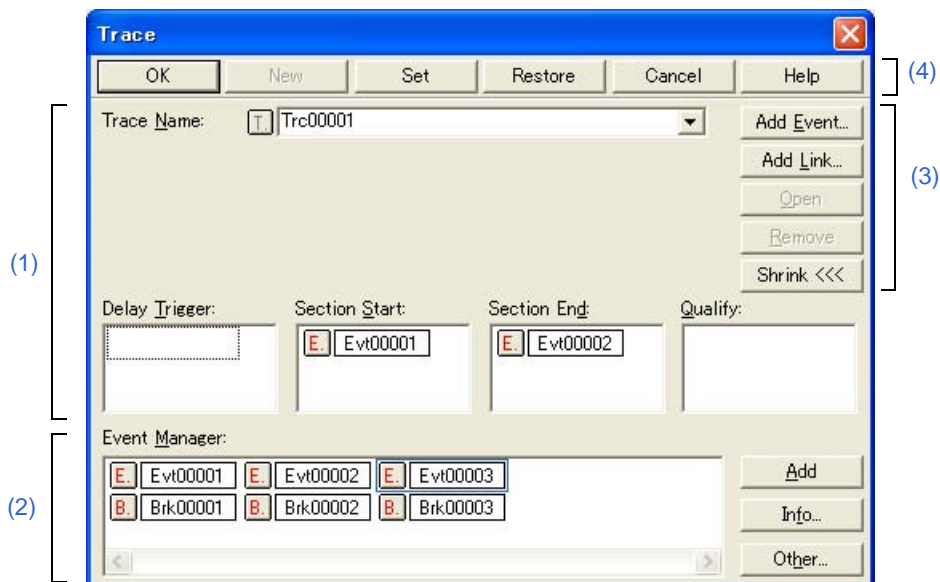 Trace
OK New Set Restore Cancel Help (4)
Trace Name: T. Trc00001 Add Event...
Add Link...
(3)
Open
Remove
(1)
Shrink <<<
Delay Trigger: Section Start: Section End: Qualify:
E. Evt00001 E. Evt00002
Event Manager:
E. Evt00001 E. Evt00002 E. Evt00003 Add
(2)
B. Brk00001 B. Brk00002 B. Brk00003 Info...
Other...